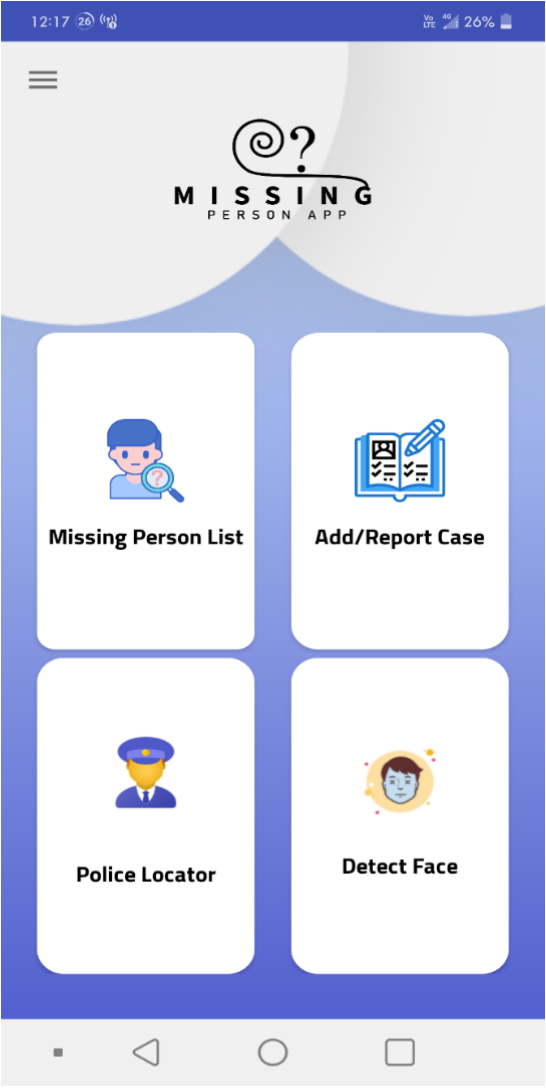 12:17 26
Vo LTE 4G 26%
?
MISSING
PERSON APP
?
Missing Person List
Add/Report Case
Police Locator
Detect Face